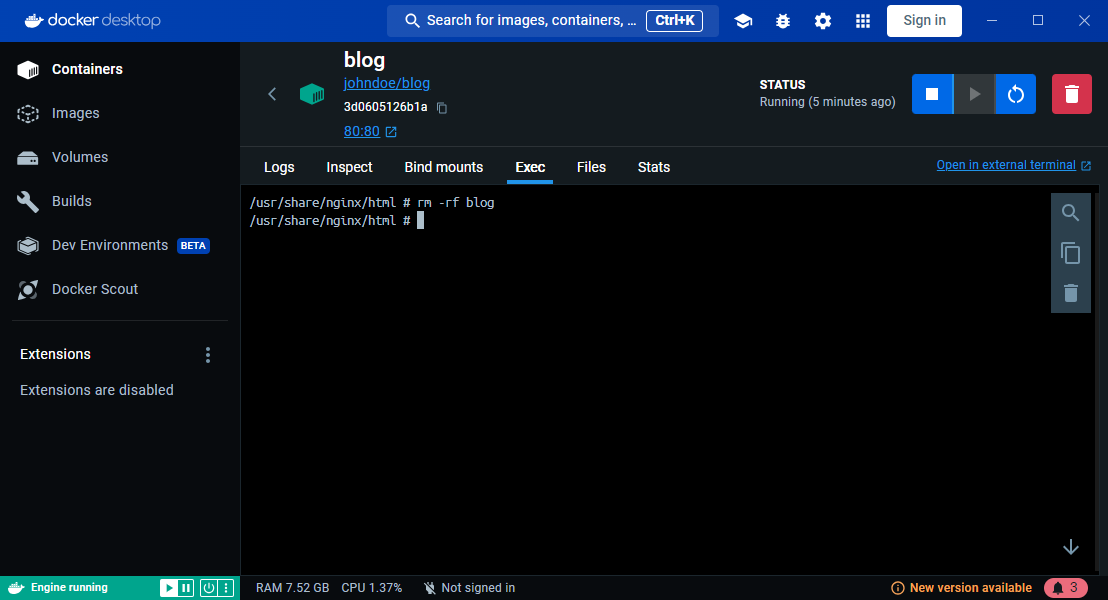 docker desktop
Search for images, containers, ... Ctrl+K
Sign in
Containers
Images
Volumes
Builds
Dev Environments BETA
Docker Scout
Extensions
Extensions are disabled
blog
johndoe/blog
3d0605126b1a
80:80
STATUS
Running (5 minutes ago)
Logs Inspect Bind mounts Exec Files Stats
Open in external terminal
/usr/share/nginx/html # rm -rf blog
/usr/share/nginx/html #
Engine running
RAM 7.52 GB CPU 1.37% Not signed in
New version available 3